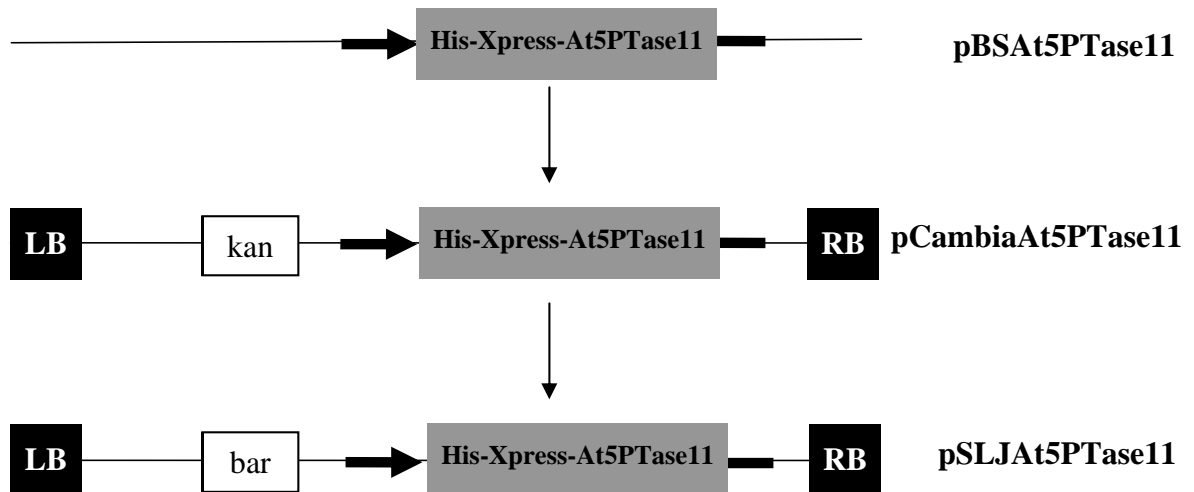 His-Xpress-At5PTase11 pBSAt5PTase11
LB kan His-Xpress-At5PTase11 RB pCambiaAt5PTase11
LB bar His-Xpress-At5PTase11 RB pSLJAt5PTase11